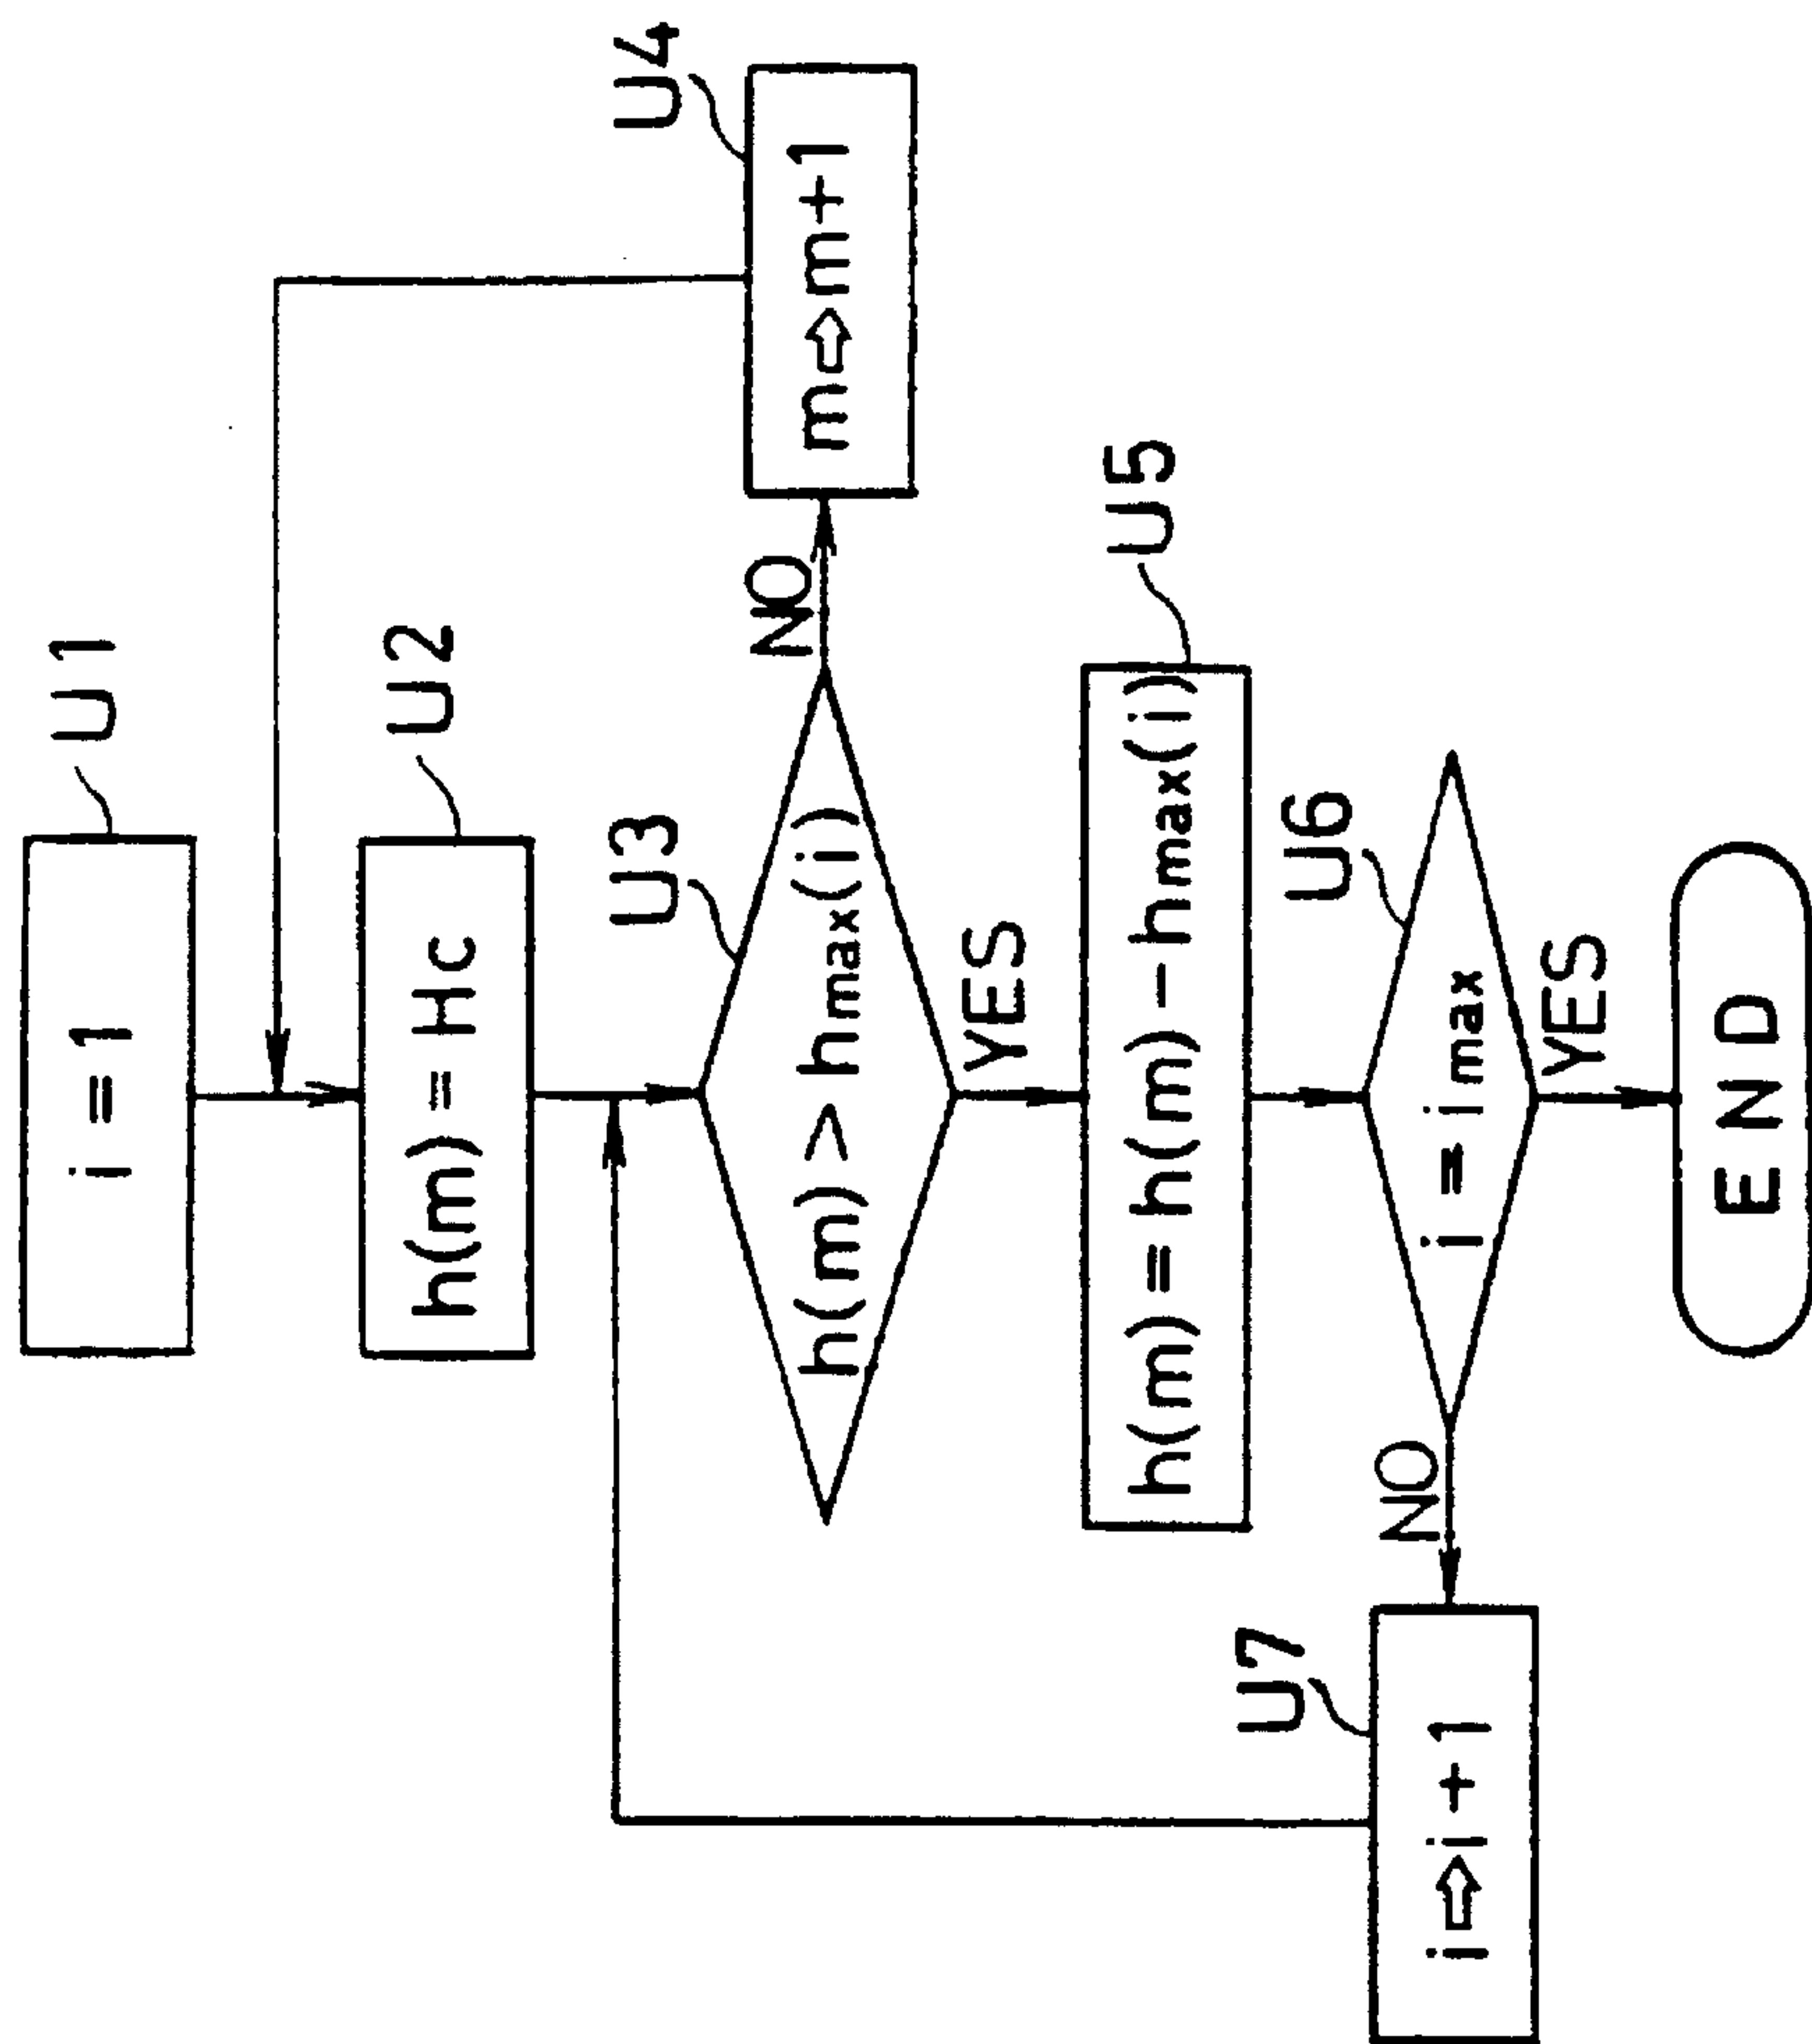 U1
i = 1
U2
h(m) = Hc
U3
h(m) > hmax(i)
NO
U4
m⇨m+1
YES
U5
h(m) = h(m) - hmax(i)
U6
i = imax
NO
YES
U7
i⇨i+1
END